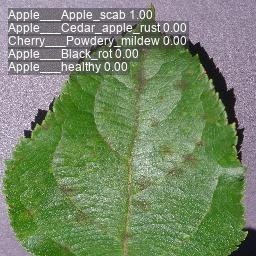 Apple___Apple_scab 1.00
Apple___Cedar_apple_rust 0.00
Cherry___Powdery_mildew 0.00
Apple___Black_rot 0.00
Apple___healthy 0.00